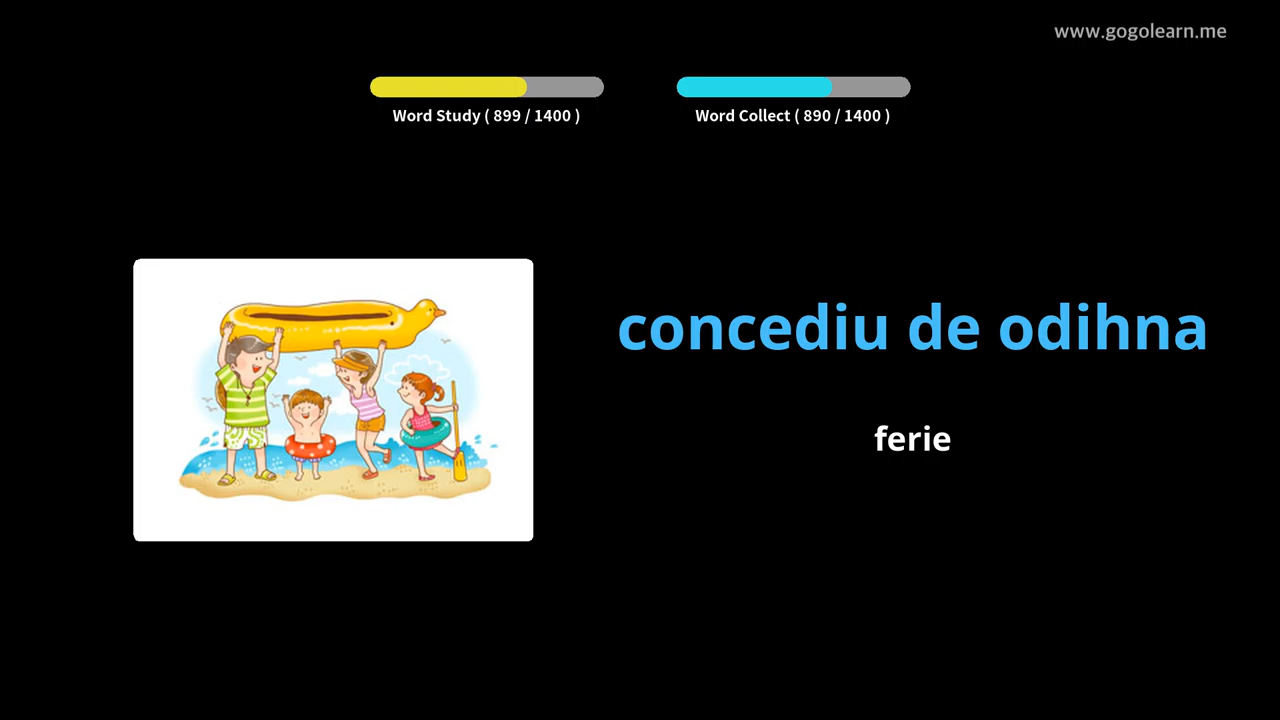 www.gogolearn.me
Word Study ( 899 / 1400 )
Word Collect ( 890 / 1400 )
concediu de odihna
ferie